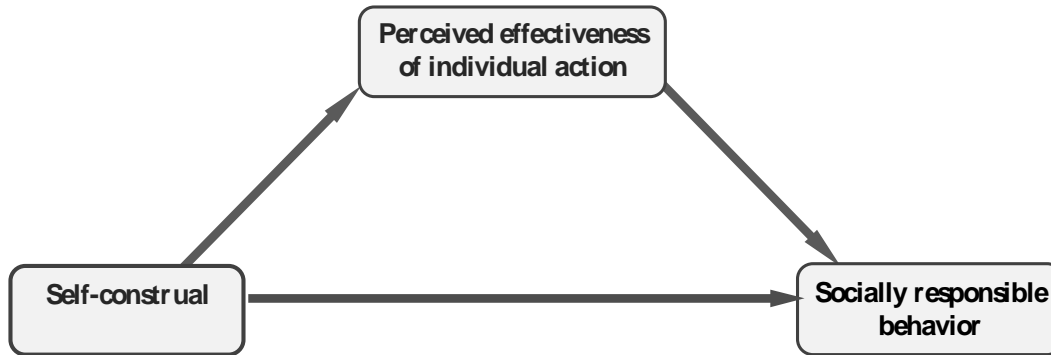 Perceived effectiveness
of individual action
Self-construal
Socially responsible
behavior